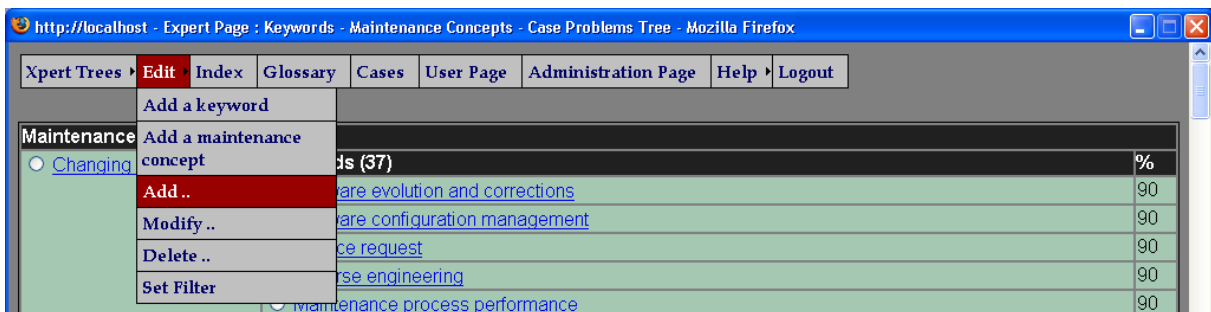 http://localhost - Expert Page : Keywords - Maintenance Concepts - Case Problems Tree - Mozilla Firefox
Xpert Trees Edit Index Glossary Cases User Page Administration Page Help Logout
Add a keyword
Maintenance Add a maintenance
Changing concept ds (37) %
Add .. are evolution and corrections 90
Modify .. are configuration management 90
Delete .. ce request 90
Set Filter rse engineering 90
Maintenance process performance 90